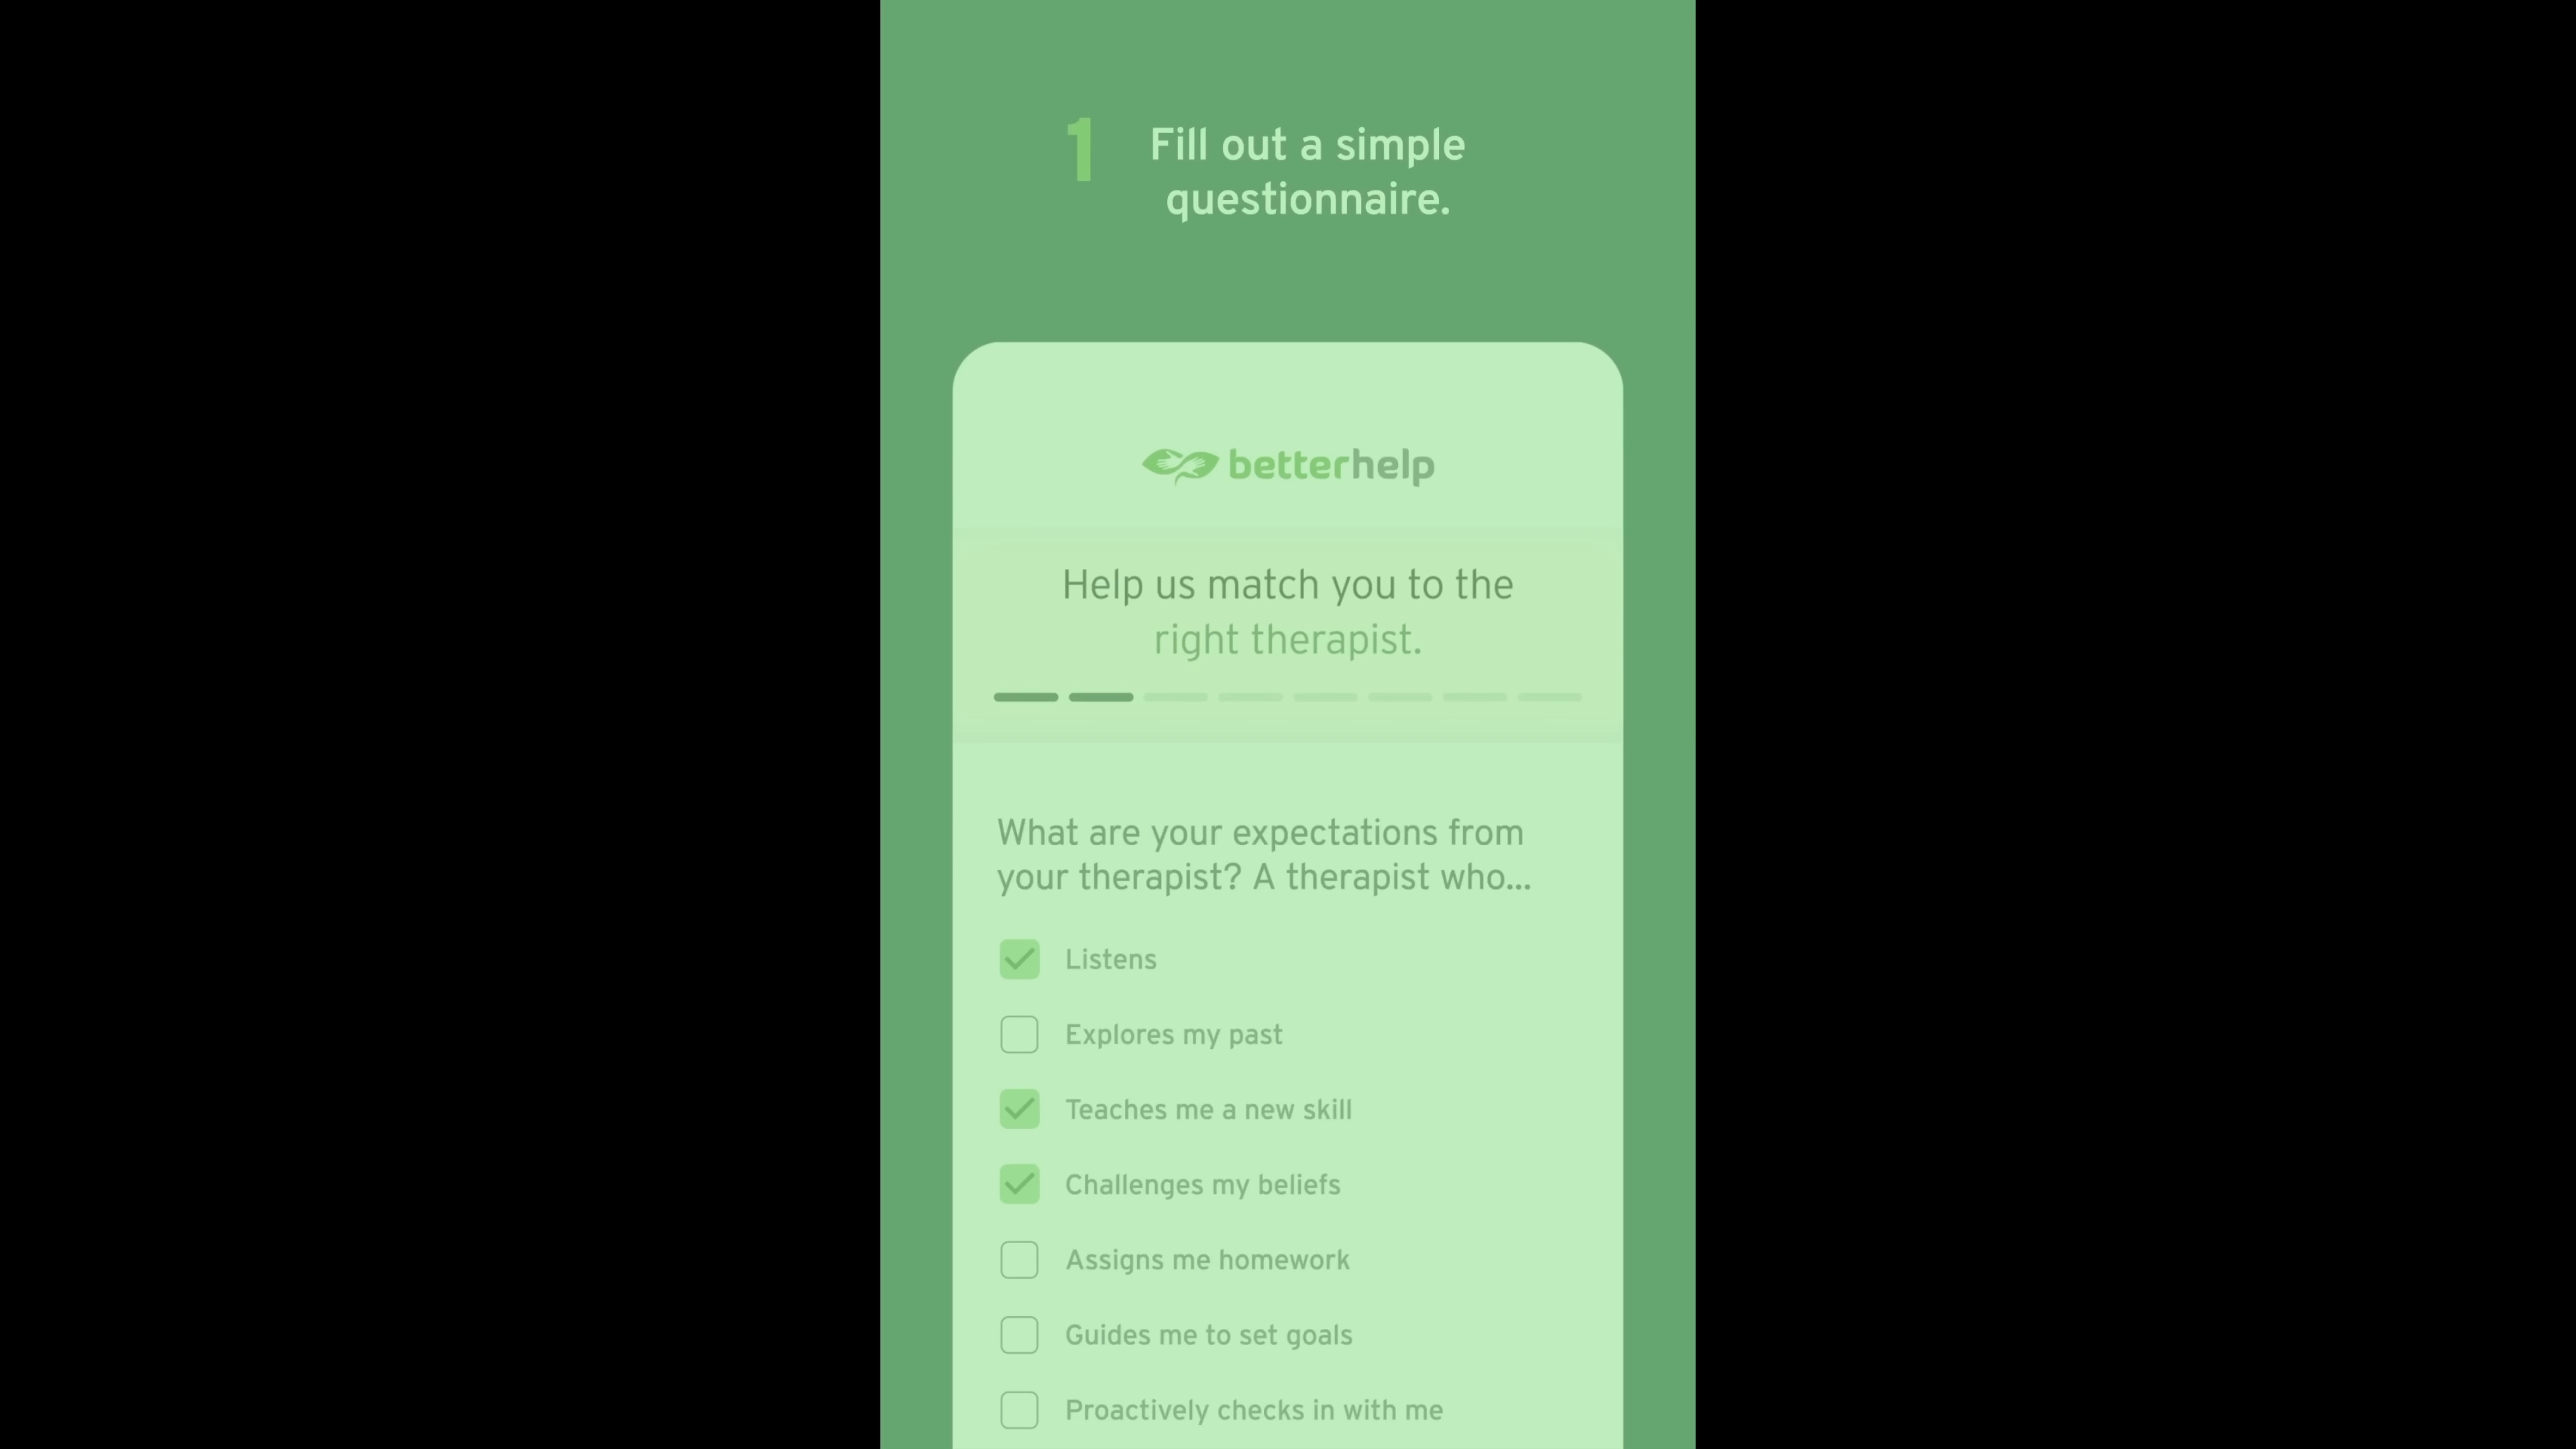 1 Fill out a simple
questionnaire.
betterhelp
Help us match you to the
right therapist.
What are your expectations from
your therapist? A therapist who...
Listens
Explores my past
Teaches me a new skill
Challenges my beliefs
Assigns me homework
Guides me to set goals
Proactively checks in with me